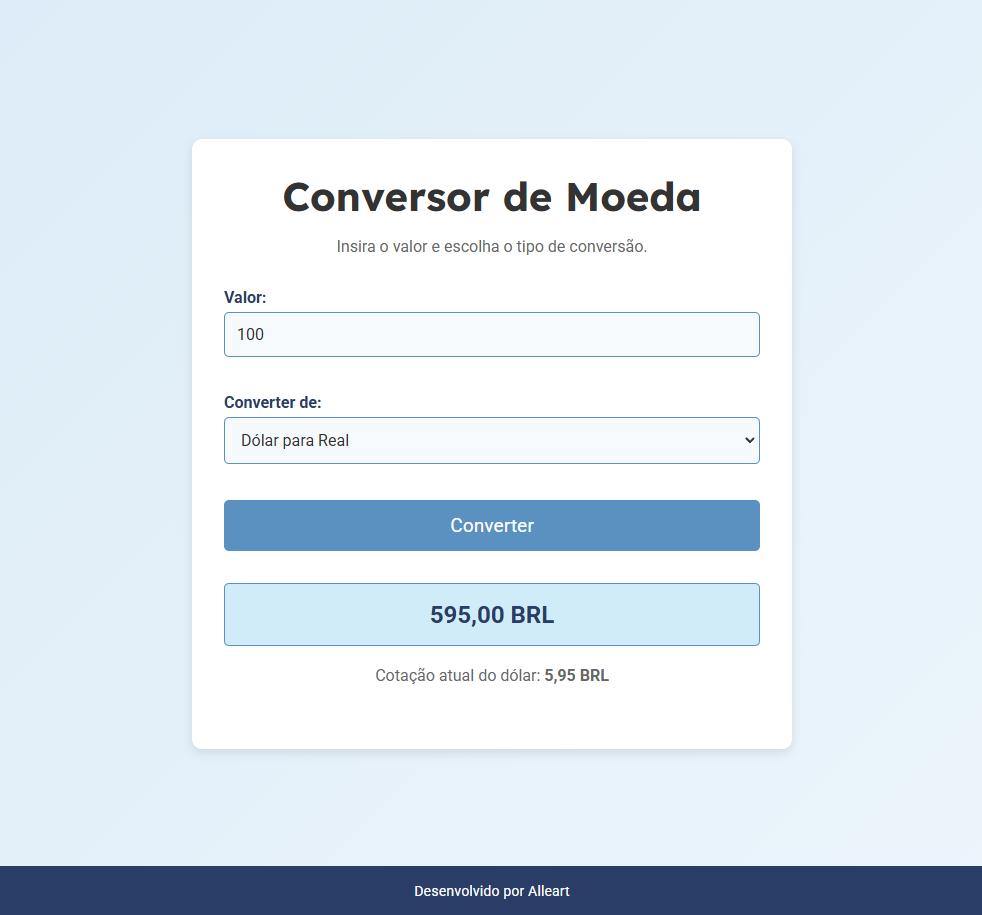 Conversor de Moeda
Insira o valor e escolha o tipo de conversão.
Valor:
100
Converter de:
Dólar para Real
Converter
595,00 BRL
Cotação atual do dólar: 5,95 BRL
Desenvolvido por Alleart